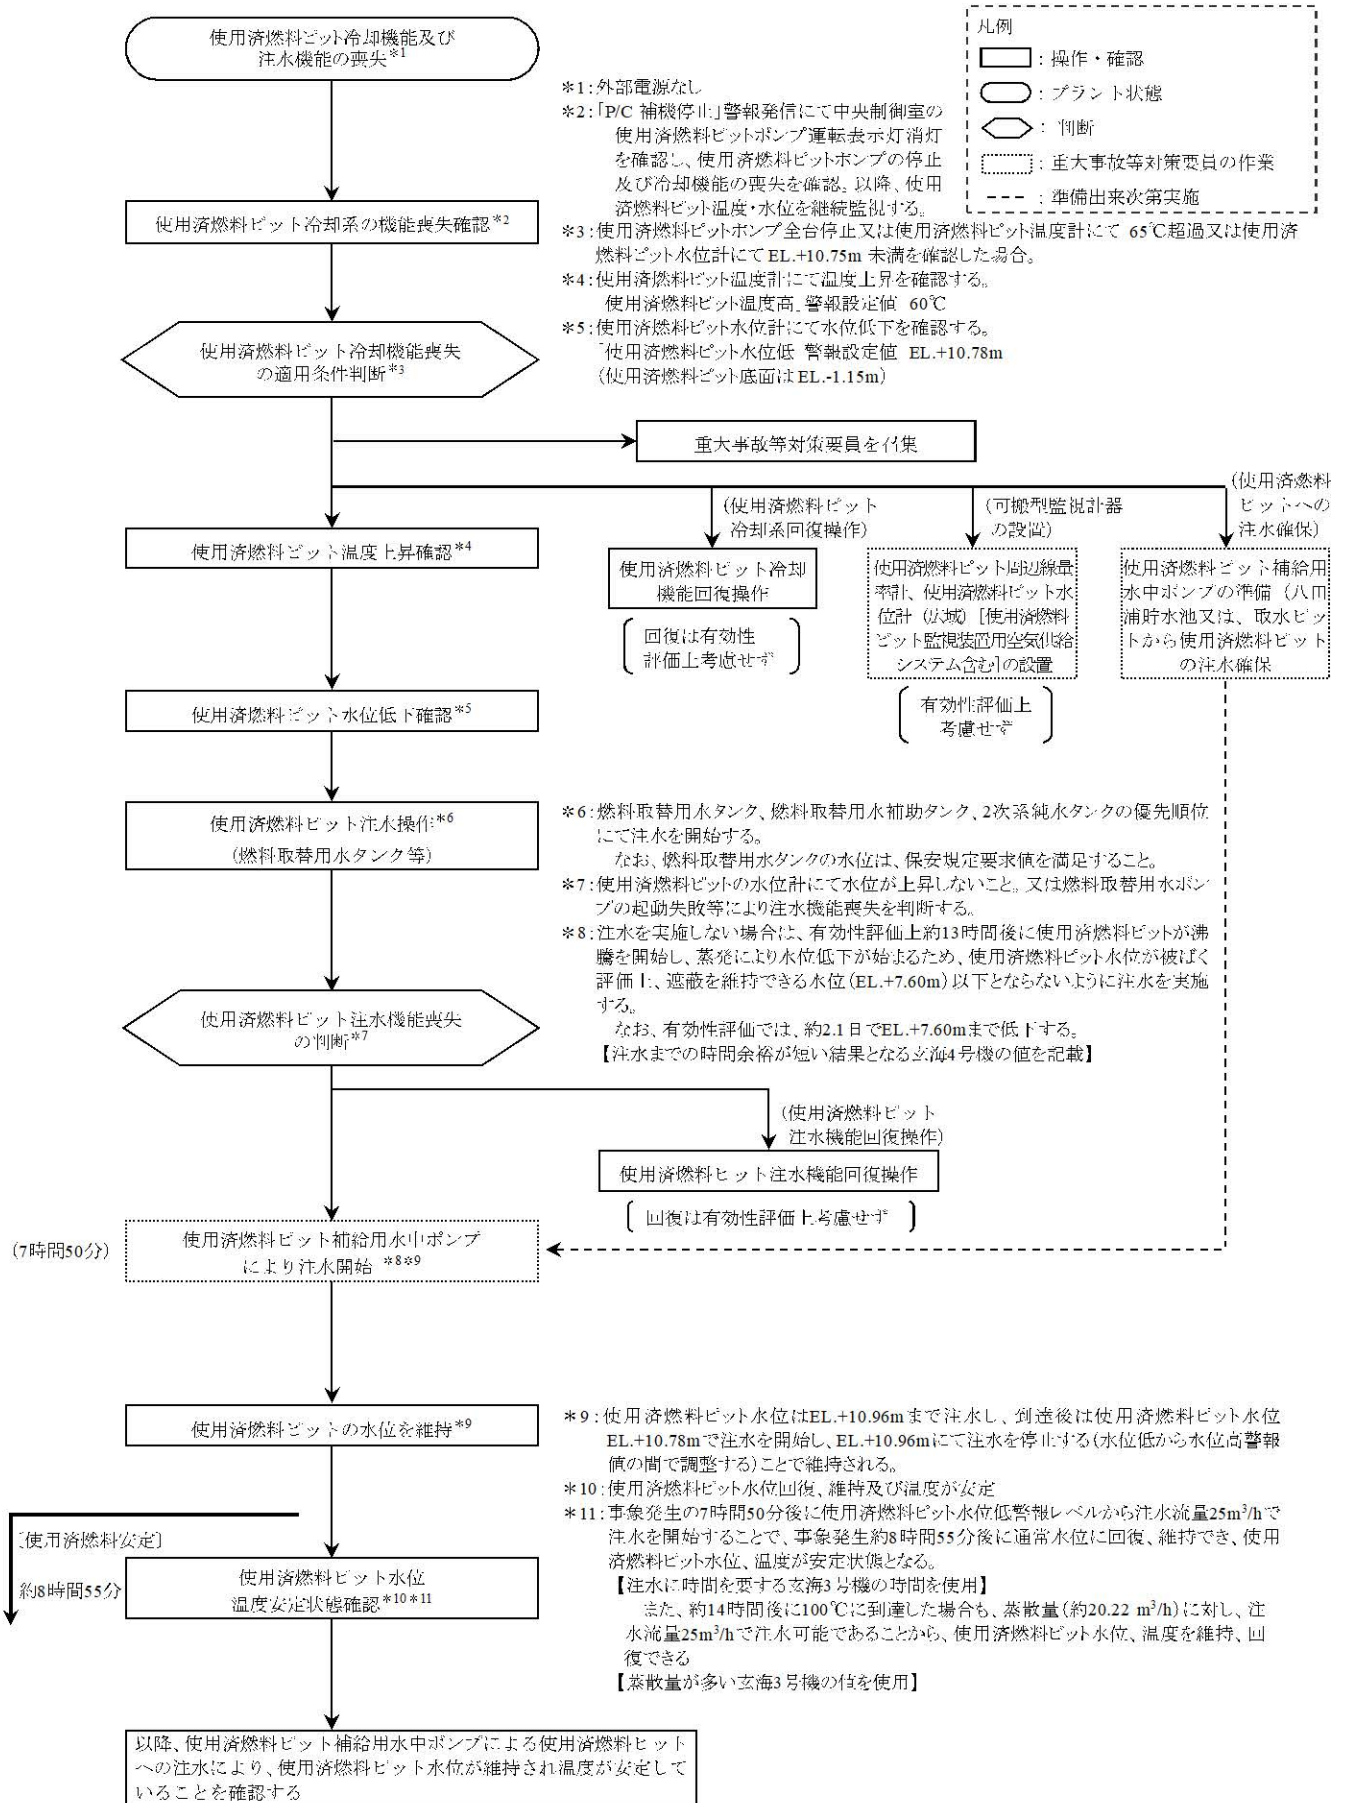 使用済燃料ピット冷却機能及び
注水機能の喪失*1
凡例
：操作・確認
：プラント状態
：判断
：重大事故等対策要員の作業
：準備出来次第実施
*1：外部電源なし
*2：「P/C 補機停止」警報発信にて中央制御室の
使用済燃料ピットポンプ運転表示灯消灯
を確認し、使用済燃料ピットポンプの停止
及び冷却機能の喪失を確認。以降、使用
済燃料ピット温度・水位を継続監視する。
*3：使用済燃料ピットポンプ全台停止又は使用済燃料ピット温度計にて 65℃超過又は使用済
燃料ピット水位計にてEL.+10.75m 未満を確認した場合。
*4：使用済燃料ピット温度計にて温度上昇を確認する。
使用済燃料ピット温度高」警報設定値 60℃
*5：使用済燃料ピット水位計にて水位低下を確認する。
「使用済燃料ピット水位低 警報設定値 EL.+10.78m
（使用済燃料ピット底面はEL.-1.15m）
使用済燃料ピット冷却系の機能喪失確認*2
使用済燃料ピット冷却機能喪失
の適用条件判断*3
重大事故等対策要員を召集
（使用済燃料ピット
冷却系回復操作）
（可搬型監視計器
の設置）
（使用済燃料
ピットへの
注水確保）
使用済燃料ピット温度上昇確認*4
使用済燃料ピット冷却
機能回復操作
回復は有効性
評価上考慮せず
使用済燃料ピット周辺線量
率計、使用済燃料ピット水
位計（広域）［使用済燃料
ピット監視装置用空気供給
システム含む］の設置
有効性評価上
考慮せず
使用済燃料ピット補給用
水中ポンプの準備（八田
浦貯水池又は、取水ピッ
トから使用済燃料ピット
の注水確保
使用済燃料ピット水位低下確認*5
使用済燃料ピット注水操作*6
（燃料取替用水タンク等）
*6：燃料取替用水タンク、燃料取替用水補助タンク、2次系純水タンクの優先順位
にて注水を開始する。
なお、燃料取替用水タンクの水位は、保安規定要求値を満足すること。
*7：使用済燃料ピットの水位計にて水位が上昇しないこと。又は燃料取替用水ポン
プの起動失敗等により注水機能喪失を判断する。
*8：注水を実施しない場合は、有効性評価上約13時間後に使用済燃料ピットが沸
騰を開始し、蒸発により水位低下が始まるため、使用済燃料ピット水位が被ばく
評価上、遮蔽を維持できる水位（EL.+7.60m）以下とならないように注水を実施
する。
なお、有効性評価では、約2.1日でEL.+7.60mまで低下する。
【注水までの時間余裕が短い結果となる玄海4号機の値を記載】
使用済燃料ピット注水機能喪失
の判断*7
（使用済燃料ピット
注水機能回復操作）
使用済燃料ピット注水機能回復操作
回復は有効性評価上考慮せず
（7時間50分）
使用済燃料ピット補給用水中ポンプ
により注水開始 *8*9
使用済燃料ピットの水位を維持*9
*9：使用済燃料ピット水位はEL.+10.96mまで注水し、到達後は使用済燃料ピット水位
EL.+10.78mで注水を開始し、EL.+10.96mにて注水を停止する（水位低から水位高警報
値の間で調整する）ことで維持される。
*10：使用済燃料ピット水位回復、維持及び温度が安定
*11：事象発生の7時間50分後に使用済燃料ピット水位低警報レベルから注水流量25m³/hで
注水を開始することで、事象発生約8時間55分後に通常水位に回復、維持でき、使用
済燃料ピット水位、温度が安定状態となる。
【注水に時間を要する玄海3号機の時間を使用】
また、約14時間後に100℃に到達した場合も、蒸散量（約20.22 m³/h）に対し、注
水流量25m³/hで注水可能であることから、使用済燃料ピット水位、温度を維持、回
復できる
【蒸散量が多い玄海3号機の値を使用】
〔使用済燃料安定〕
約8時間55分
使用済燃料ピット水位
温度安定状態確認*10*11
以降、使用済燃料ピット補給用水中ポンプによる使用済燃料ピット
への注水により、使用済燃料ピット水位が維持され温度が安定して
いることを確認する